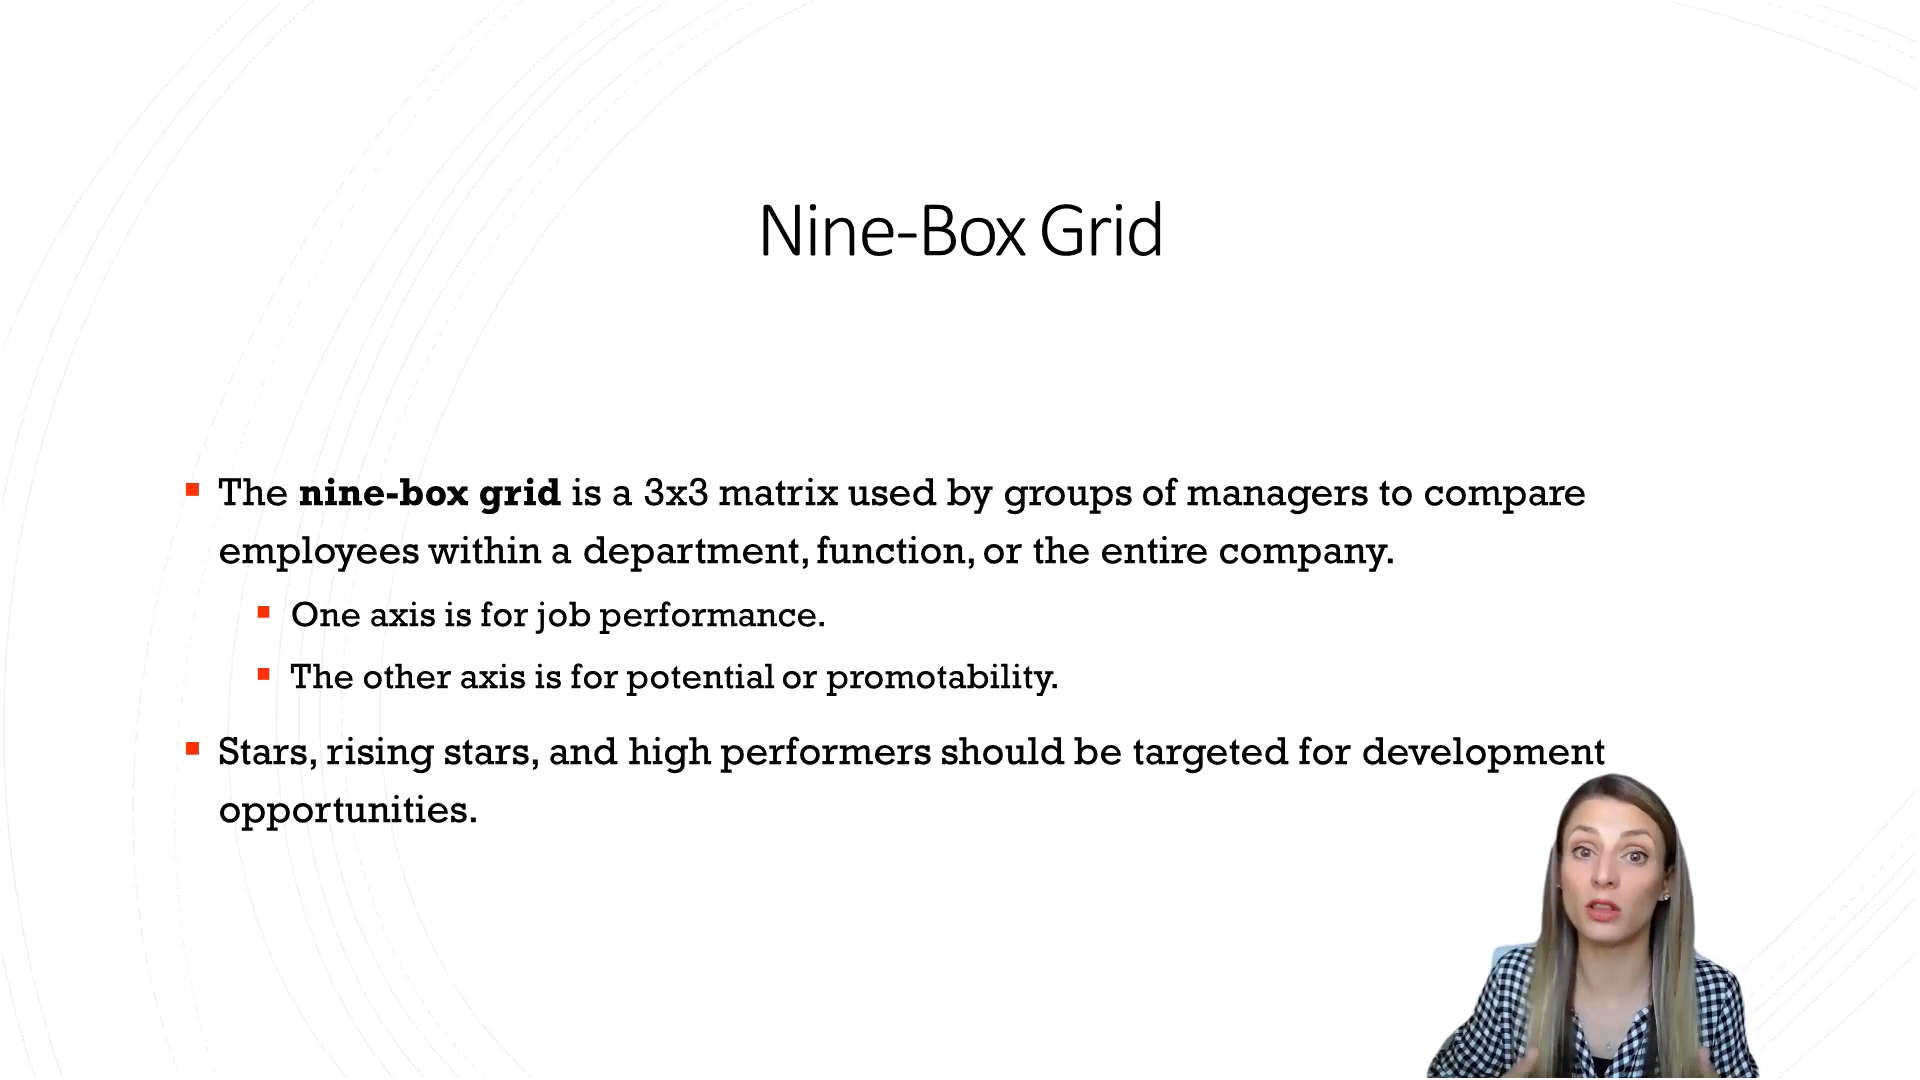 Nine-Box Grid
The nine-box grid is a 3x3 matrix used by groups of managers to compare
employees within a department, function, or the entire company.
One axis is for job performance.
The other axis is for potential or promotability.
Stars, rising stars, and high performers should be targeted for development
opportunities.